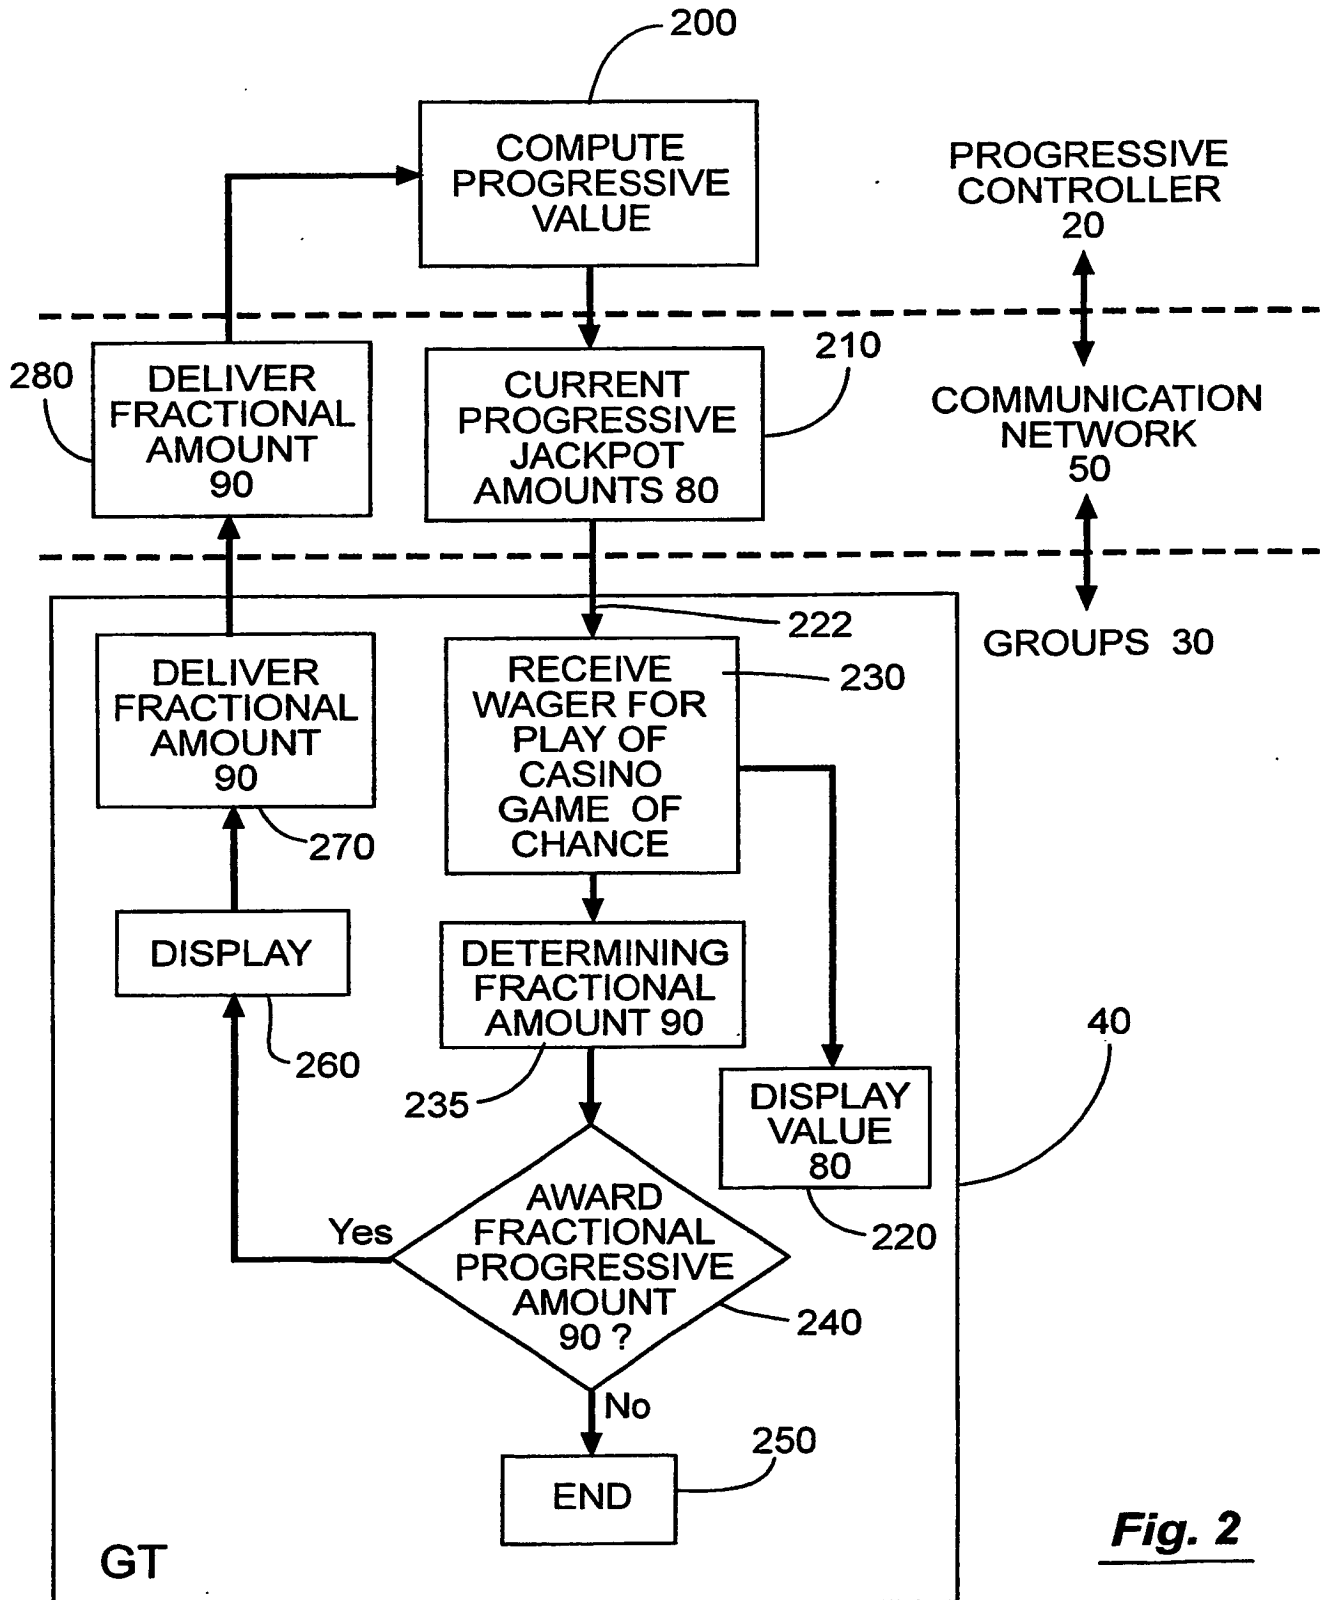 200
COMPUTE
PROGRESSIVE
VALUE
PROGRESSIVE
CONTROLLER
20
280
DELIVER
FRACTIONAL
AMOUNT
90
CURRENT
PROGRESSIVE
JACKPOT
AMOUNTS 80
210
COMMUNICATION
NETWORK
50
222
GROUPS 30
DELIVER
FRACTIONAL
AMOUNT
90
270
RECEIVE
WAGER FOR
PLAY OF
CASINO
GAME OF
CHANCE
230
DISPLAY
260
DETERMINING
FRACTIONAL
AMOUNT 90
235
40
DISPLAY
VALUE
80
220
Yes
AWARD
FRACTIONAL
PROGRESSIVE
AMOUNT
90 ?
240
No
250
END
GT
Fig. 2